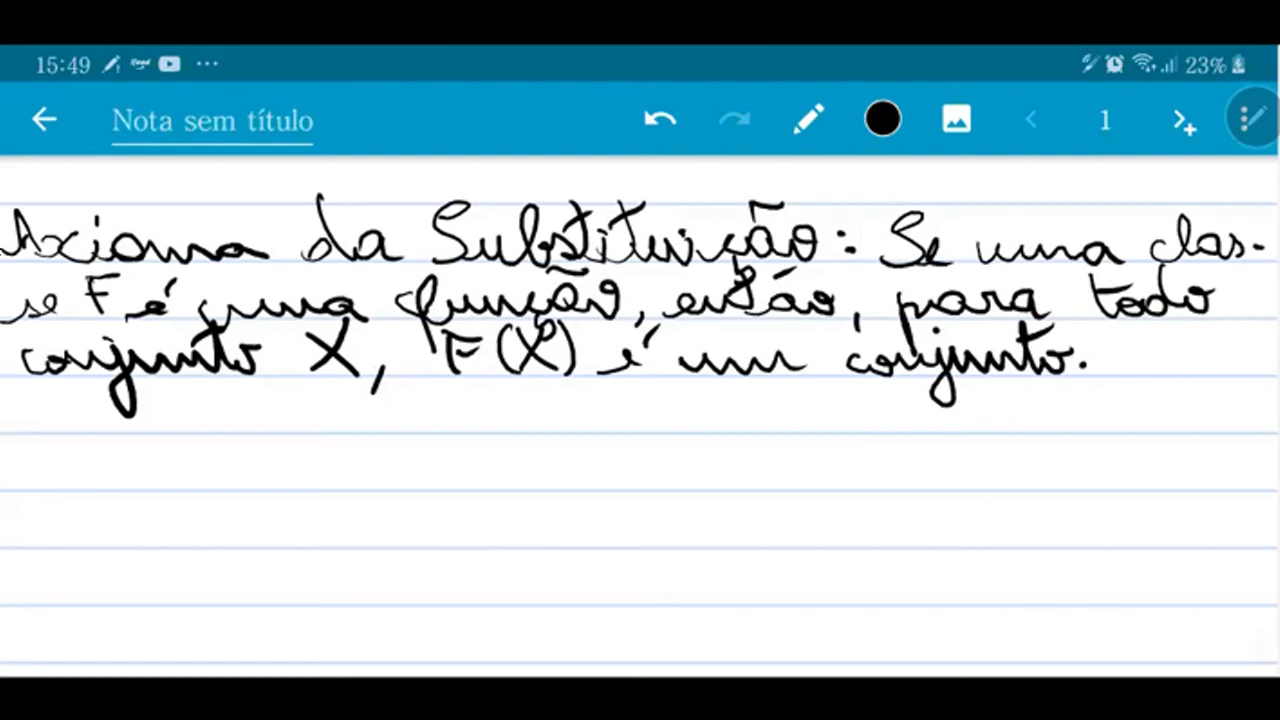 15:49 ... 23%
Nota sem título 1
Axioma da Substituição: Se uma clas-
se F é uma função, então, para todo
conjunto X, F(X) é um conjunto.